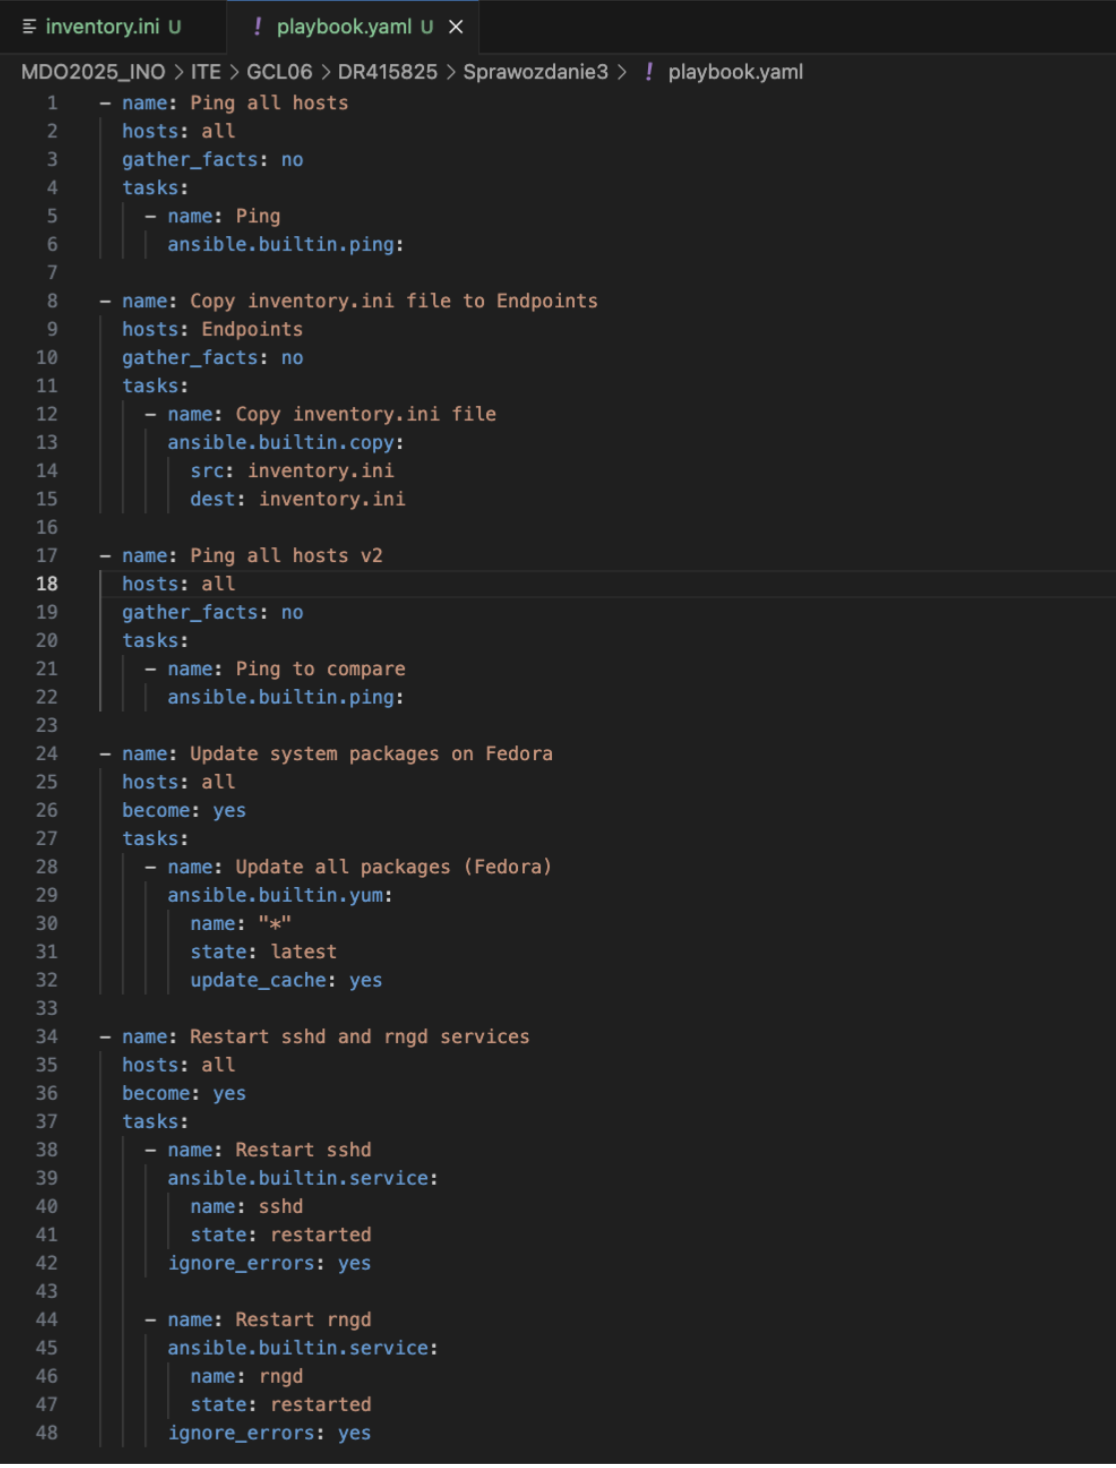 inventory.ini U
! playbook.yaml U ×
MDO2025_INO > ITE > GCL06 > DR415825 > Sprawozdanie3 > ! playbook.yaml
1 - name: Ping all hosts
2   hosts: all
3   gather_facts: no
4   tasks:
5     - name: Ping
6       ansible.builtin.ping:
7
8 - name: Copy inventory.ini file to Endpoints
9   hosts: Endpoints
10   gather_facts: no
11   tasks:
12     - name: Copy inventory.ini file
13       ansible.builtin.copy:
14         src: inventory.ini
15         dest: inventory.ini
16
17 - name: Ping all hosts v2
18   hosts: all
19   gather_facts: no
20   tasks:
21     - name: Ping to compare
22       ansible.builtin.ping:
23
24 - name: Update system packages on Fedora
25   hosts: all
26   become: yes
27   tasks:
28     - name: Update all packages (Fedora)
29       ansible.builtin.yum:
30         name: "*"
31         state: latest
32         update_cache: yes
33
34 - name: Restart sshd and rngd services
35   hosts: all
36   become: yes
37   tasks:
38     - name: Restart sshd
39       ansible.builtin.service:
40         name: sshd
41         state: restarted
42       ignore_errors: yes
43
44     - name: Restart rngd
45       ansible.builtin.service:
46         name: rngd
47         state: restarted
48       ignore_errors: yes